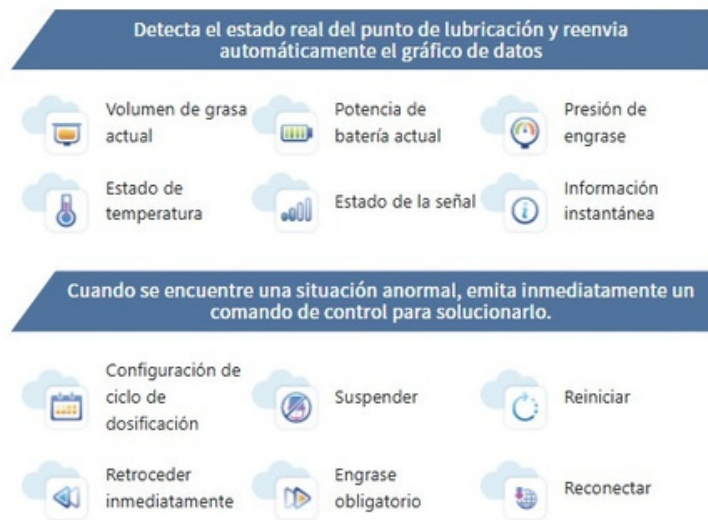 Detecta el estado real del punto de lubricación y reenvia
automáticamente el gráfico de datos
Volumen de grasa
actual
Potencia de
batería actual
Presión de
engrase
Estado de
temperatura
Estado de la señal
Información
instantánea
Cuando se encuentre una situación anormal, emita inmediatamente un
comando de control para solucionarlo.
Configuración de
ciclo de
dosificación
Suspender
Reiniciar
Retroceder
inmediatamente
Engrase
obligatorio
Reconectar